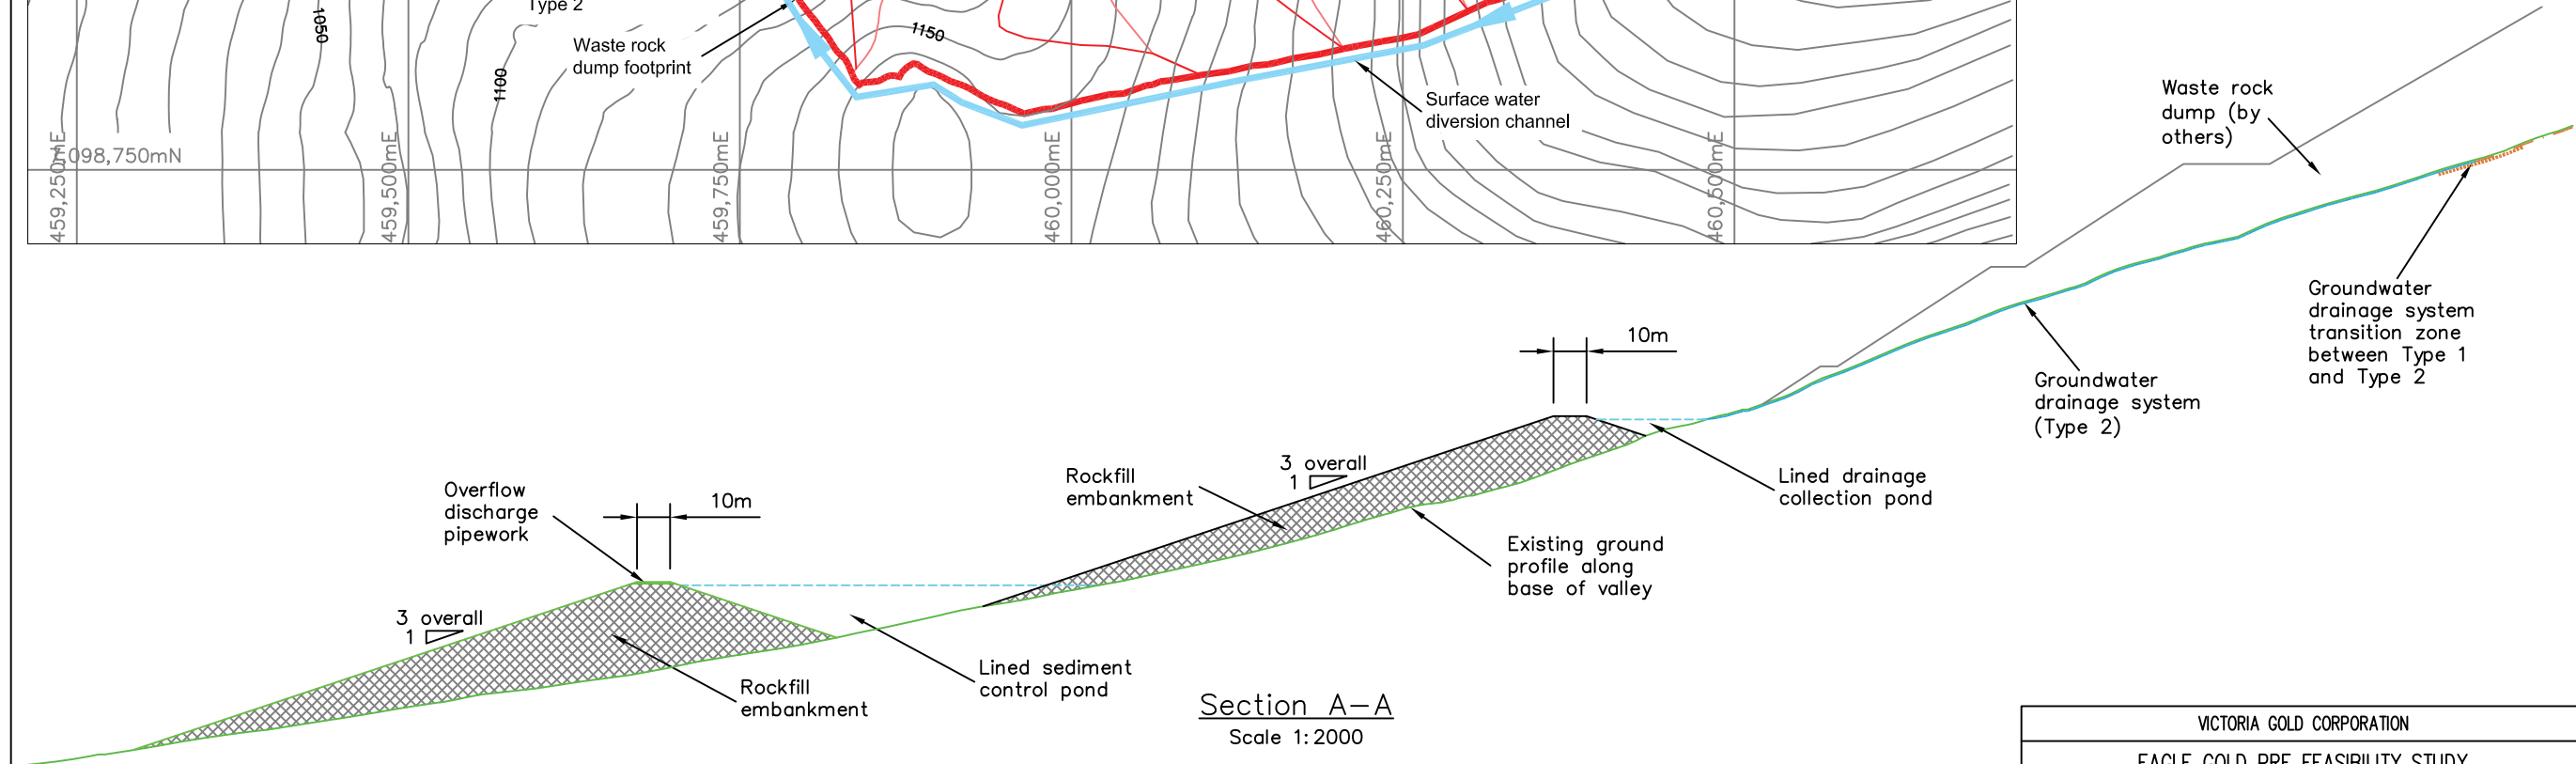 Type 2
1050
1150
Waste rock
dump footprint
1100
Surface water
diversion channel
098,750mN
459,250mE
459,500mE
459,750mE
460,000mE
460,250mE
460,500mE
Waste rock
dump (by
others)
Groundwater
drainage system
transition zone
between Type 1
and Type 2
10m
Groundwater
drainage system
(Type 2)
3 overall
1
Rockfill
embankment
Lined drainage
collection pond
Overflow
discharge
pipework
10m
Existing ground
profile along
base of valley
3 overall
1
Lined sediment
control pond
Rockfill
embankment
Section A-A
Scale 1:2000
VICTORIA GOLD CORPORATION
EAGLE GOLD PRE FEASIBILITY STUDY